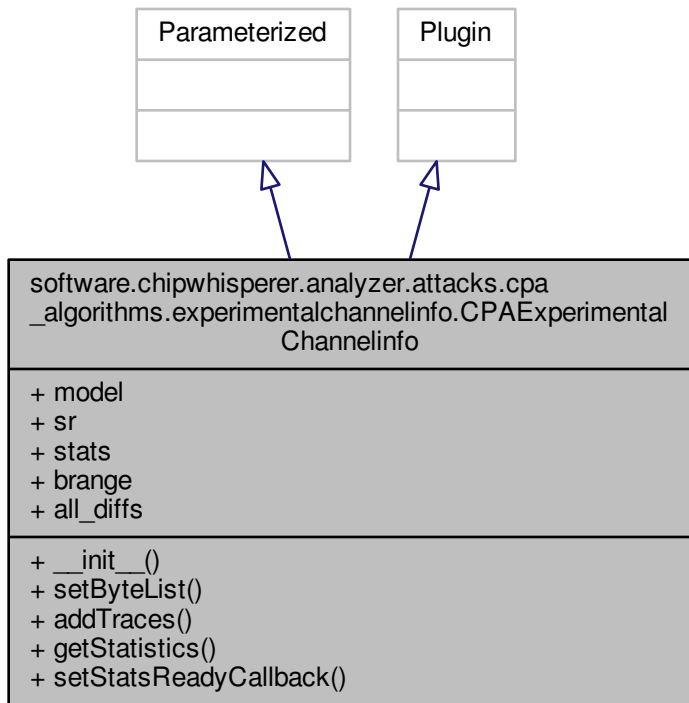 Parameterized
Plugin
software.chipwhisperer.analyzer.attacks.cpa
_algorithms.experimentalchannelinfo.CPAExperimental
Channelinfo
+ model
+ sr
+ stats
+ brange
+ all_diffs
+ __init__()
+ setByteList()
+ addTraces()
+ getStatistics()
+ setStatsReadyCallback()